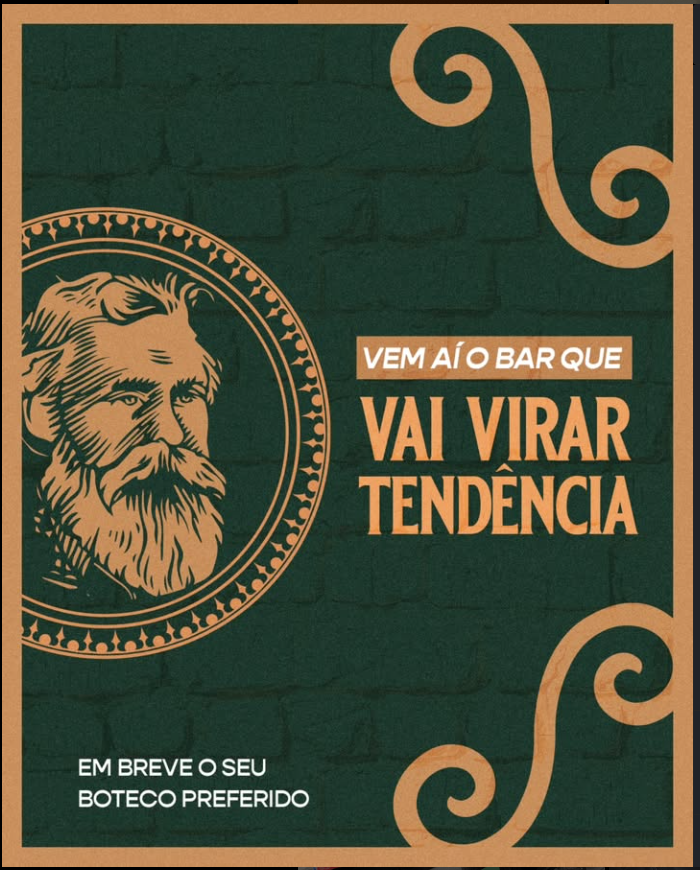 VEM AÍ O BAR QUE
VAI VIRAR
TENDÊNCIA
EM BREVE O SEU
BOTECO PREFERIDO